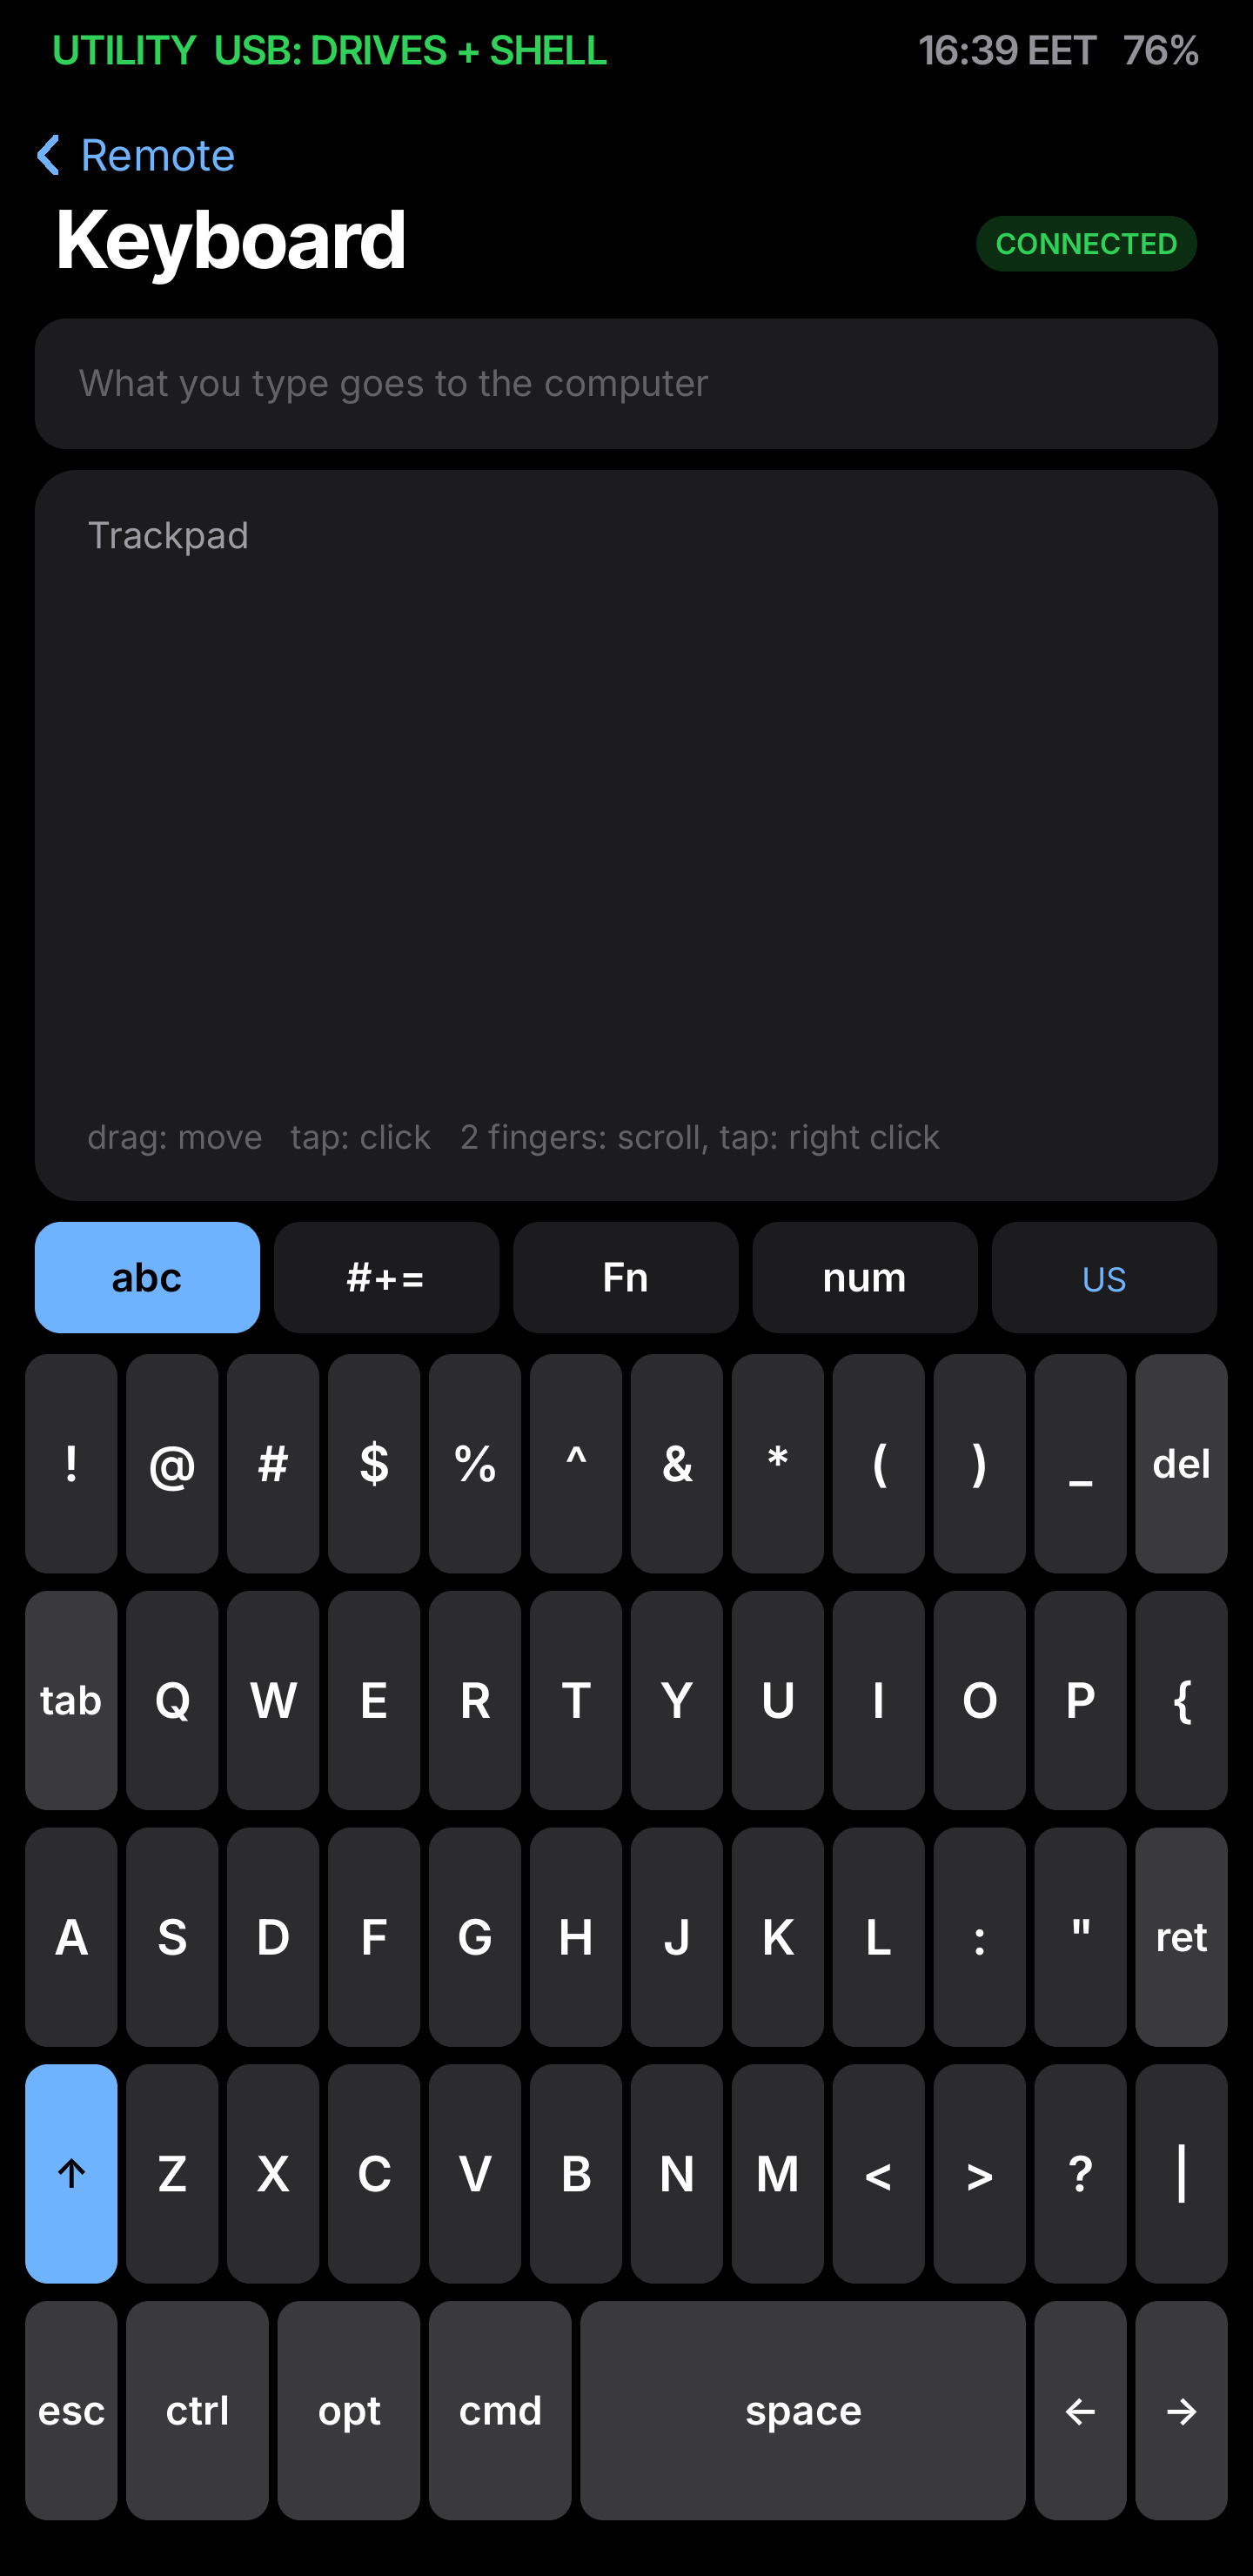 UTILITY USB: DRIVES + SHELL 16:39 EET 76%
Remote
Keyboard CONNECTED
What you type goes to the computer
Trackpad
drag: move tap: click 2 fingers: scroll, tap: right click
abc #+= Fn num US
! @ # $ % ^ & * ( ) _ del
tab Q W E R T Y U I O P {
A S D F G H J K L : " ret
↑ Z X C V B N M < > ? |
esc ctrl opt cmd space ← →